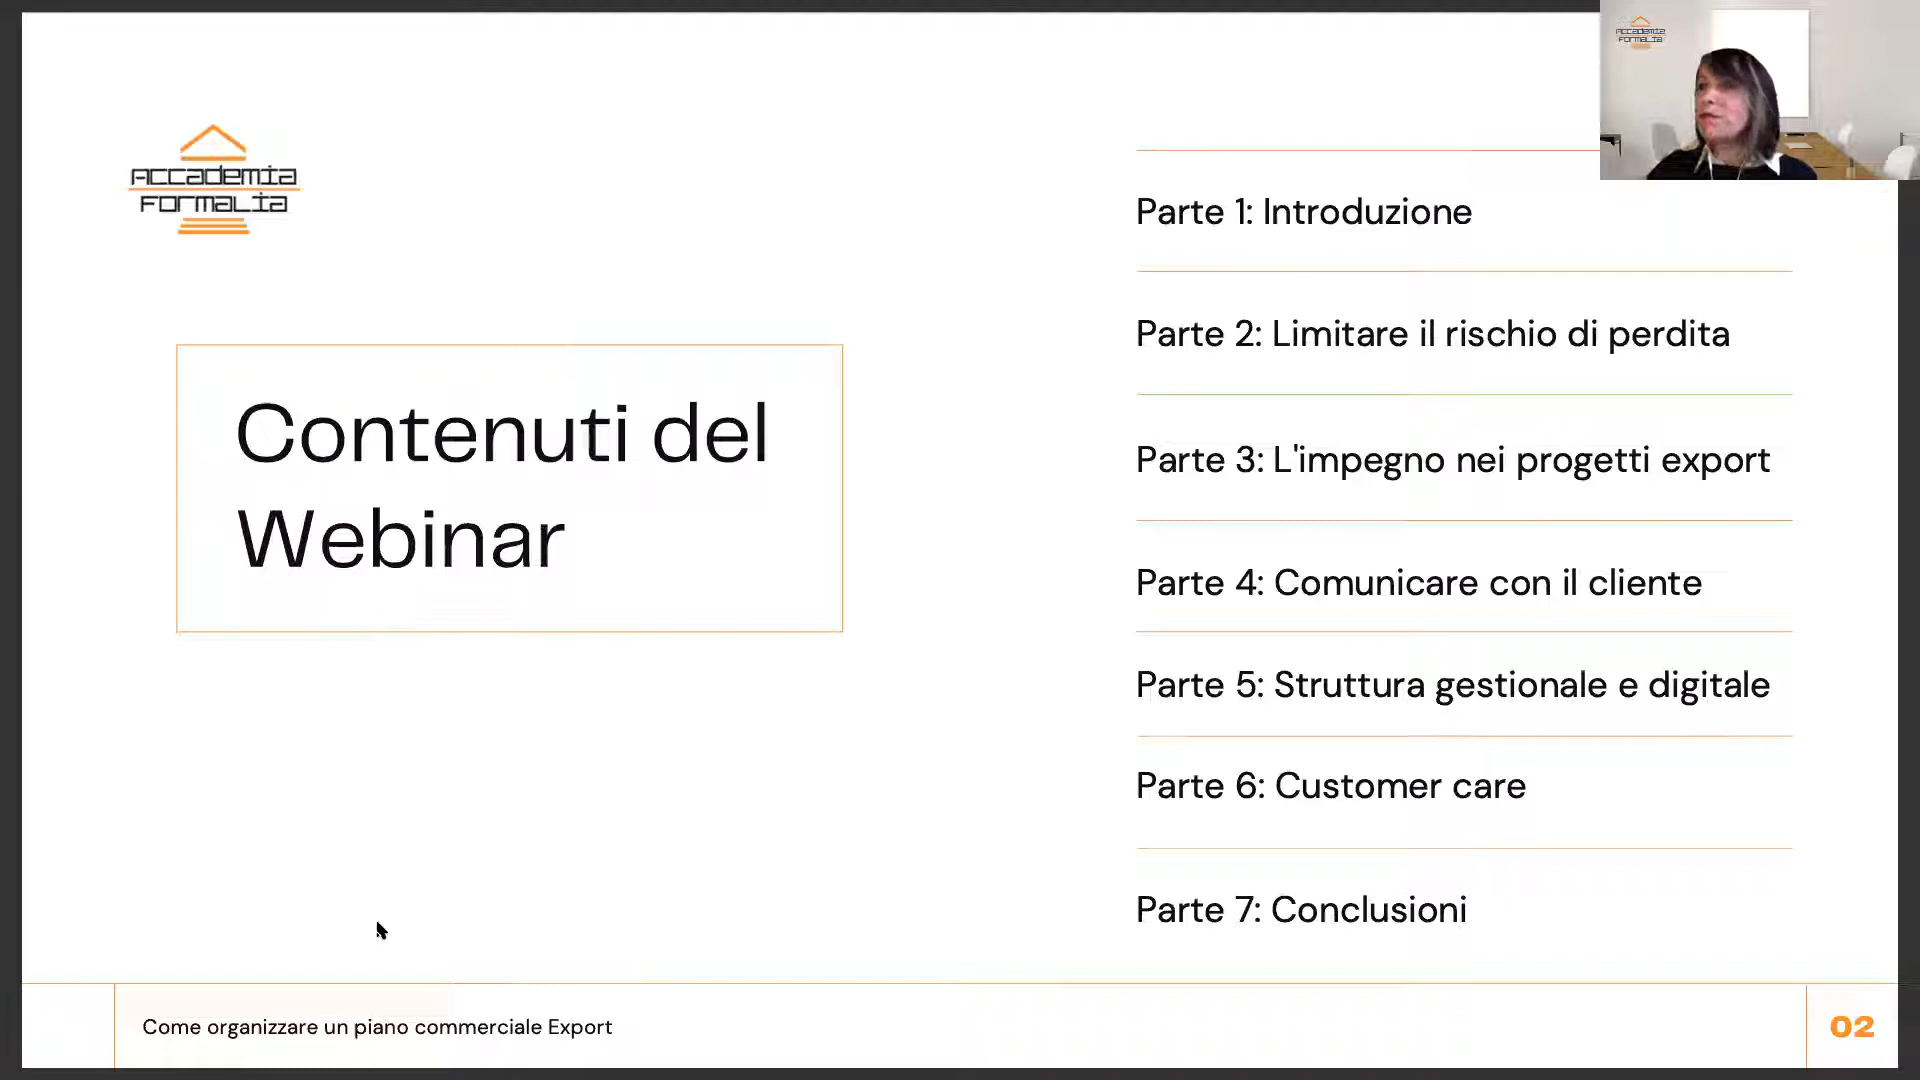 Accademia
Formalia
Accademia
Formalia
Contenuti del
Webinar
Parte 1: Introduzione
Parte 2: Limitare il rischio di perdita
Parte 3: L'impegno nei progetti export
Parte 4: Comunicare con il cliente
Parte 5: Struttura gestionale e digitale
Parte 6: Customer care
Parte 7: Conclusioni
Come organizzare un piano commerciale Export
02